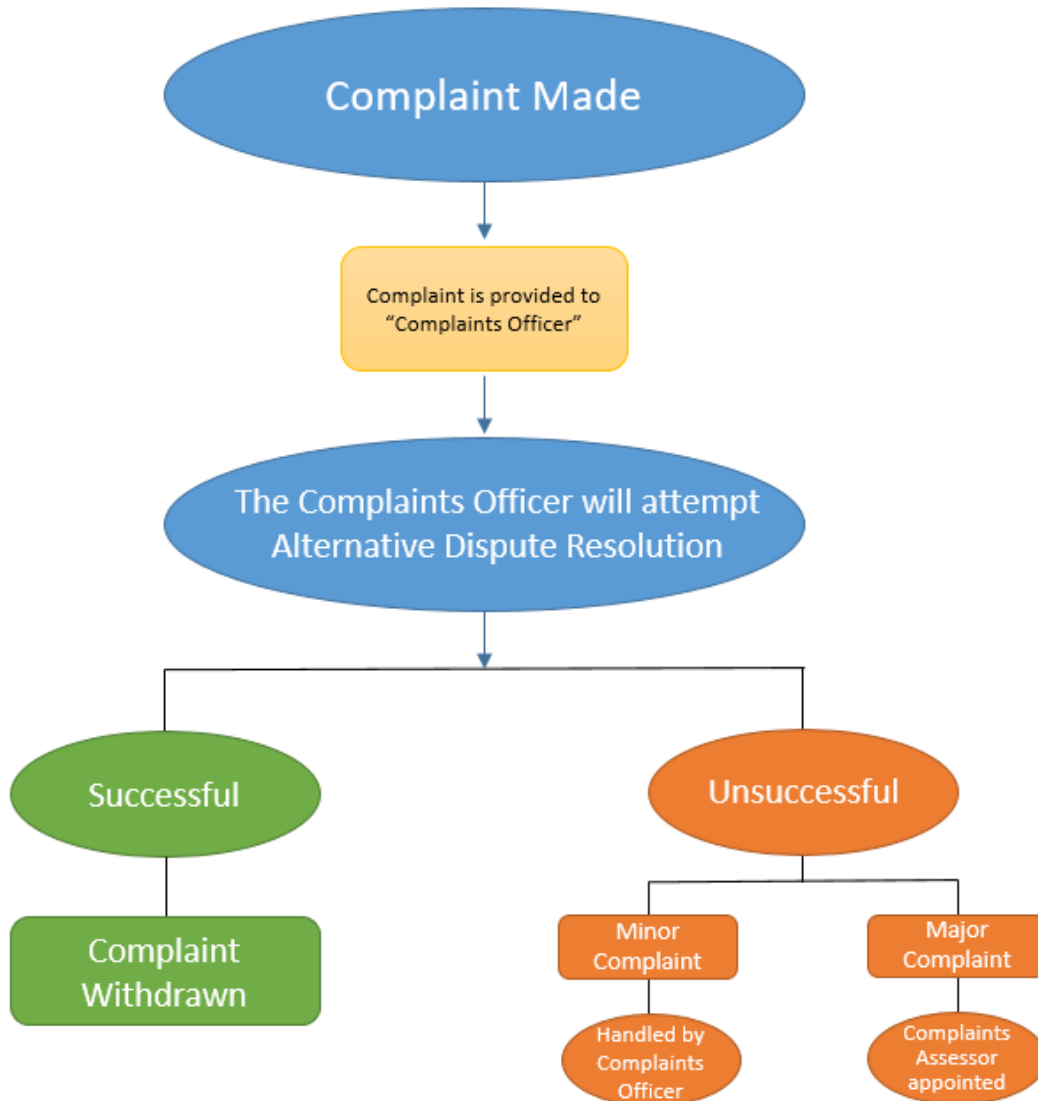 Complaint Made
Complaint is provided to
“Complaints Officer”
The Complaints Officer will attempt
Alternative Dispute Resolution
Successful
Unsuccessful
Complaint
Withdrawn
Minor
Complaint
Major
Complaint
Handled by
Complaints
Officer
Complaints
Assessor
appointed